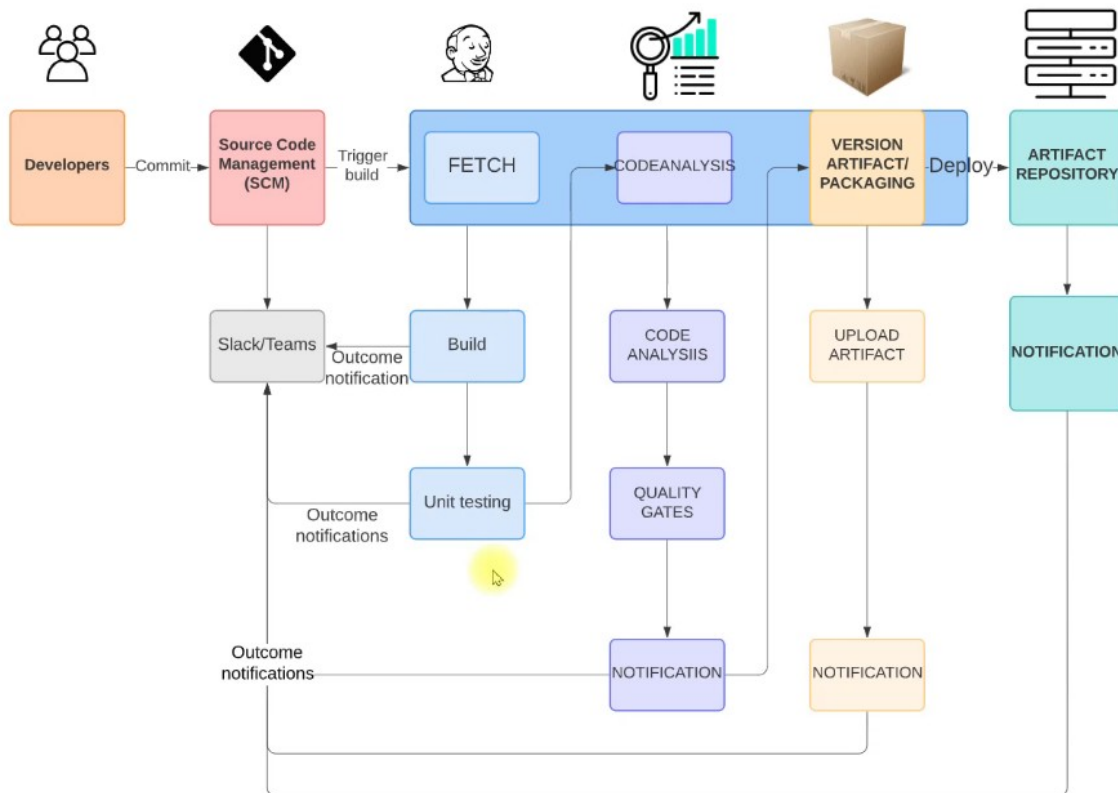 Developers
Commit
Source Code
Management
(SCM)
Trigger
build
FETCH
CODEANALYSIS
VERSION
ARTIFACT/
PACKAGING
Deploy
ARTIFACT
REPOSITORY
Slack/Teams
Outcome
notification
Build
CODE
ANALYSIIS
UPLOAD
ARTIFACT
NOTIFICATION
Outcome
notifications
Unit testing
QUALITY
GATES
Outcome
notifications
NOTIFICATION
NOTIFICATION